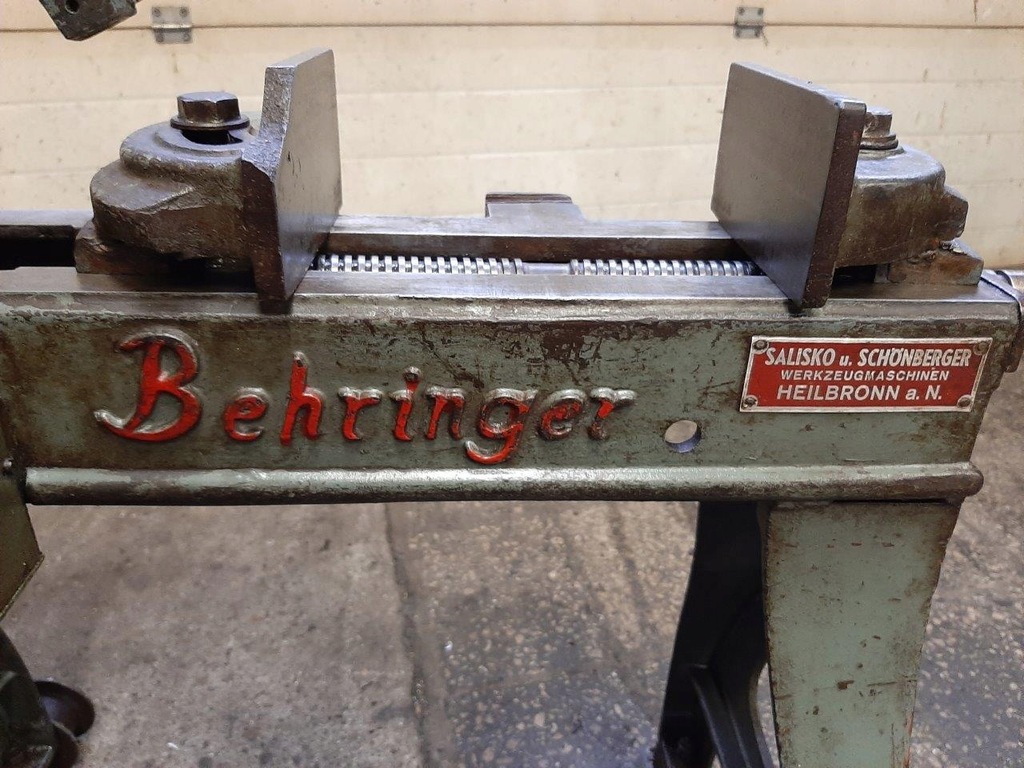 Behringer
SALISKO u. SCHÖNBERGER
WERKZEUGMASCHINEN
HEILBRONN a. N.